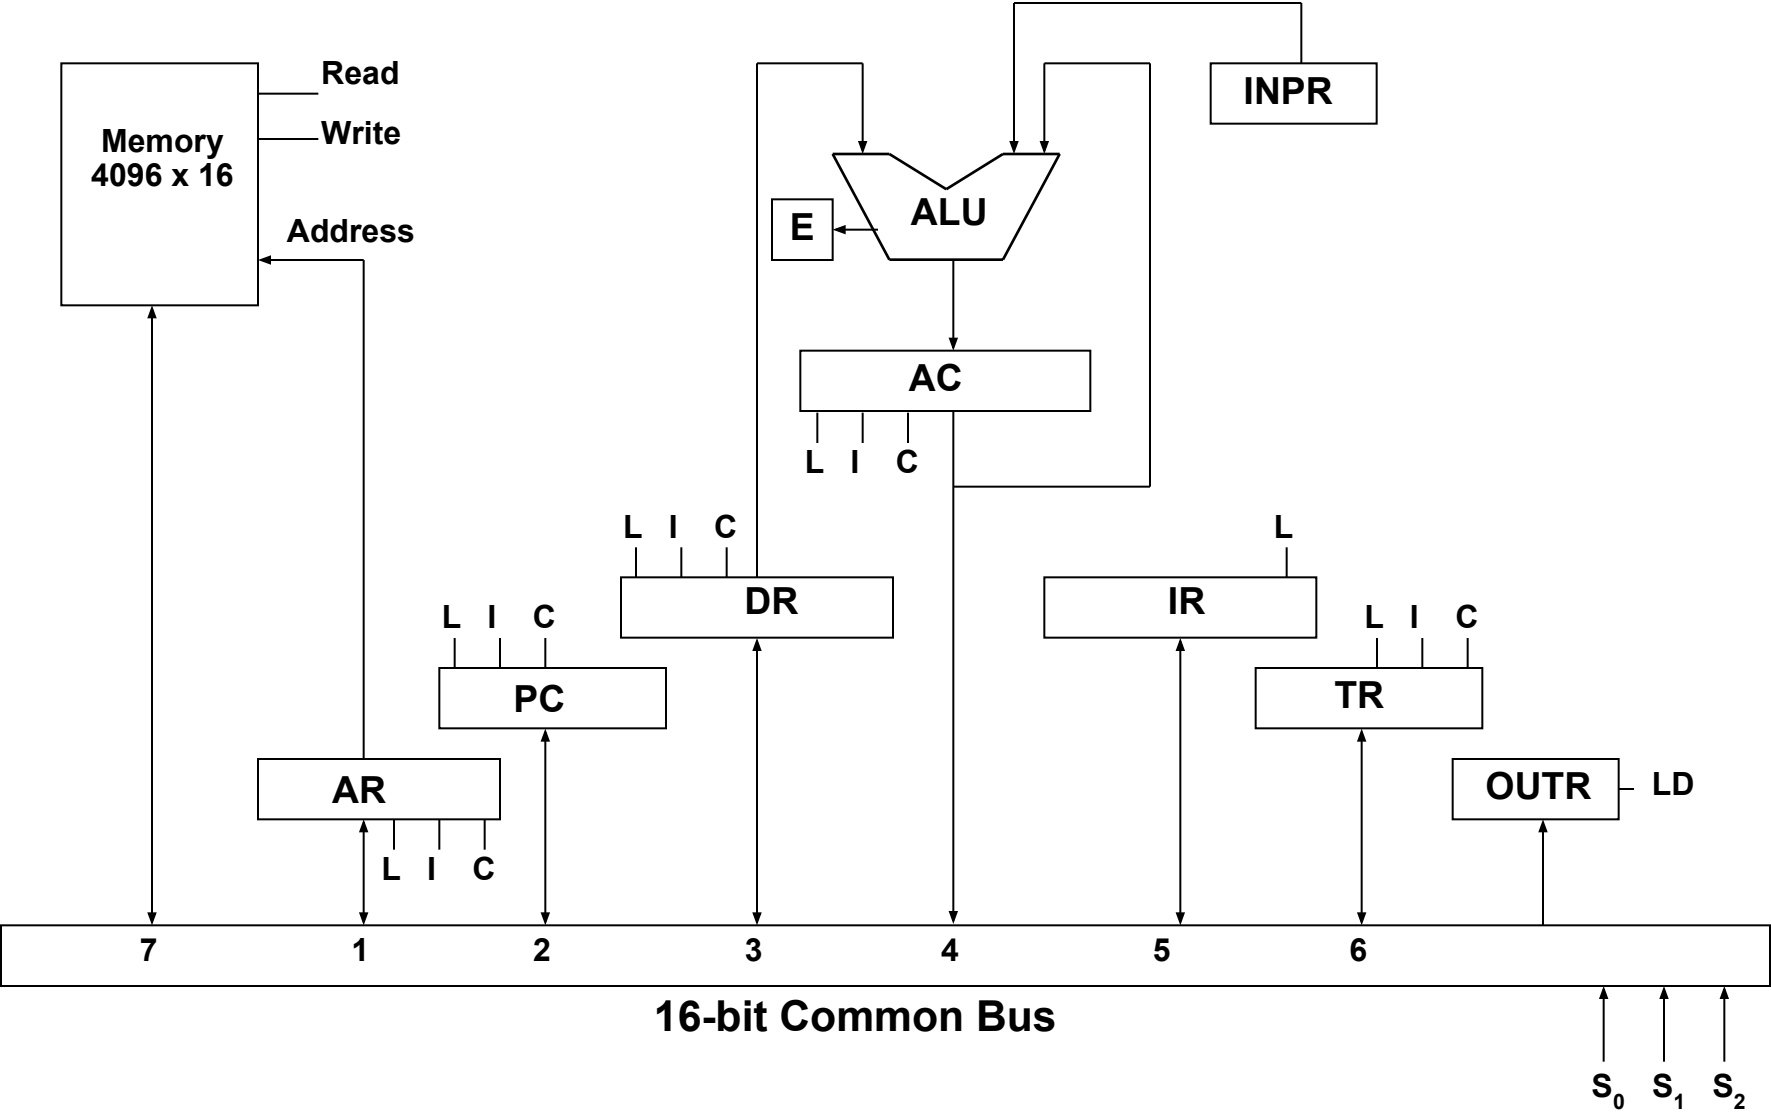 Read
Write
Memory
4096 x 16
Address
INPR
ALU
E
AC
L I C
L I C
DR
L
IR
L I C
PC
L I C
TR
AR
L I C
OUTR LD
7 1 2 3 4 5 6
16-bit Common Bus
S0 S1 S2